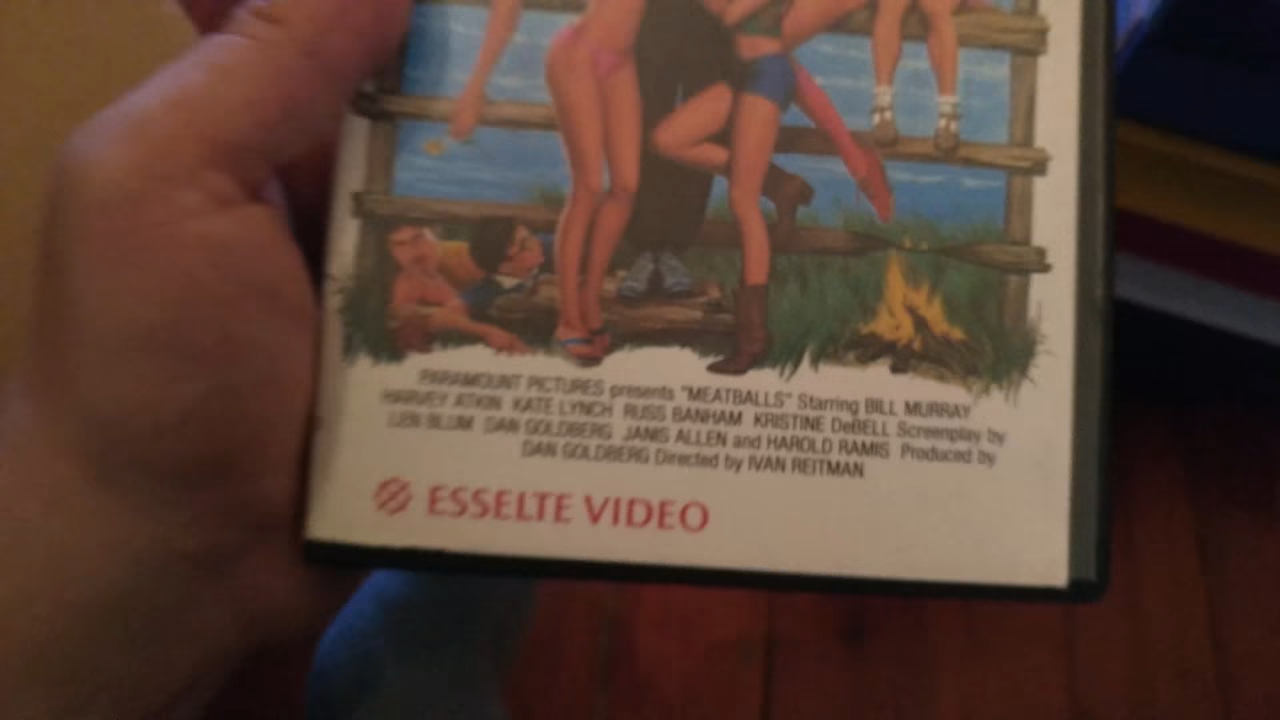 PARAMOUNT PICTURES presents "MEATBALLS" Starring BILL MURRAY
HARVEY ATKIN KATE LYNCH RUSS BANHAM KRISTINE DeBELL Screenplay by
LEN BLUM DAN GOLDBERG JANIS ALLEN and HAROLD RAMIS Produced by
DAN GOLDBERG Directed by IVAN REITMAN
ESSELTE VIDEO